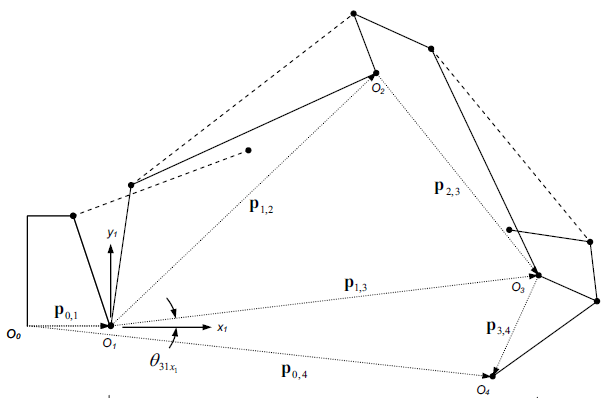 O₂
p₂,₃
p₁,₂
y₁
p₁,₃
O₃
p₀,₁
x₁
p₃,₄
O₀
O₁
θ₃₁ₓ₁
p₀,₄
O₄